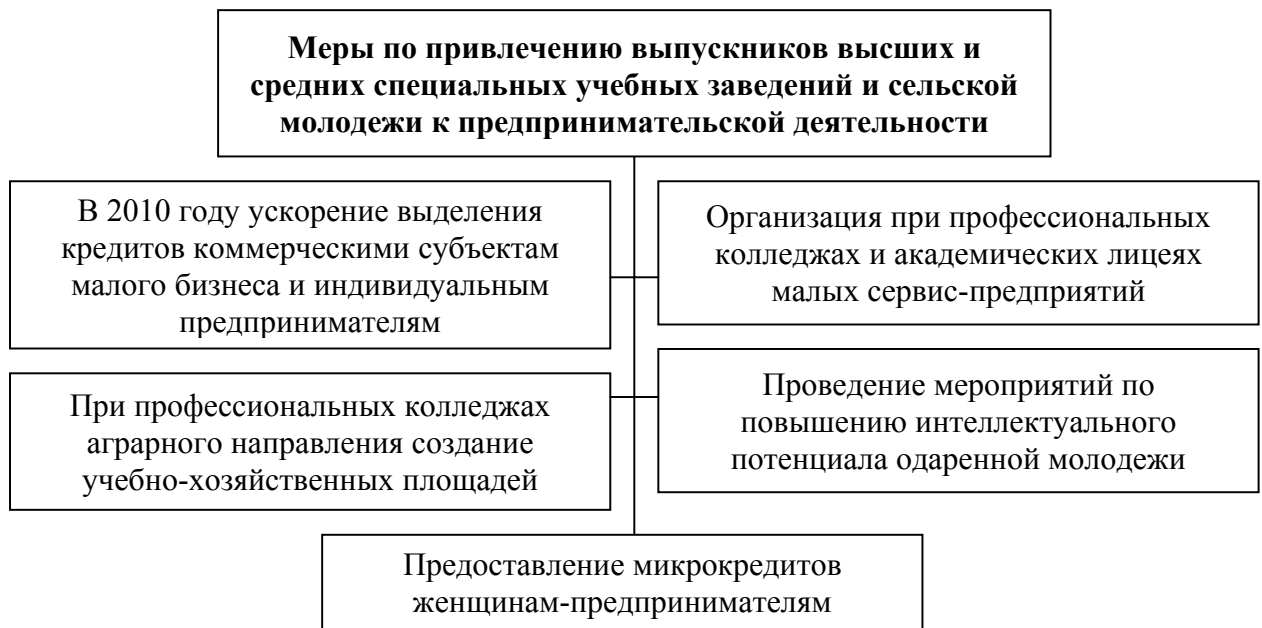 Меры по привлечению выпускников высших и
средних специальных учебных заведений и сельской
молодежи к предпринимательской деятельности
В 2010 году ускорение выделения
кредитов коммерческими субъектам
малого бизнеса и индивидуальным
предпринимателям
Организация при профессиональных
колледжах и академических лицеях
малых сервис-предприятий
При профессиональных колледжах
аграрного направления создание
учебно-хозяйственных площадей
Проведение мероприятий по
повышению интеллектуального
потенциала одаренной молодежи
Предоставление микрокредитов
женщинам-предпринимателям